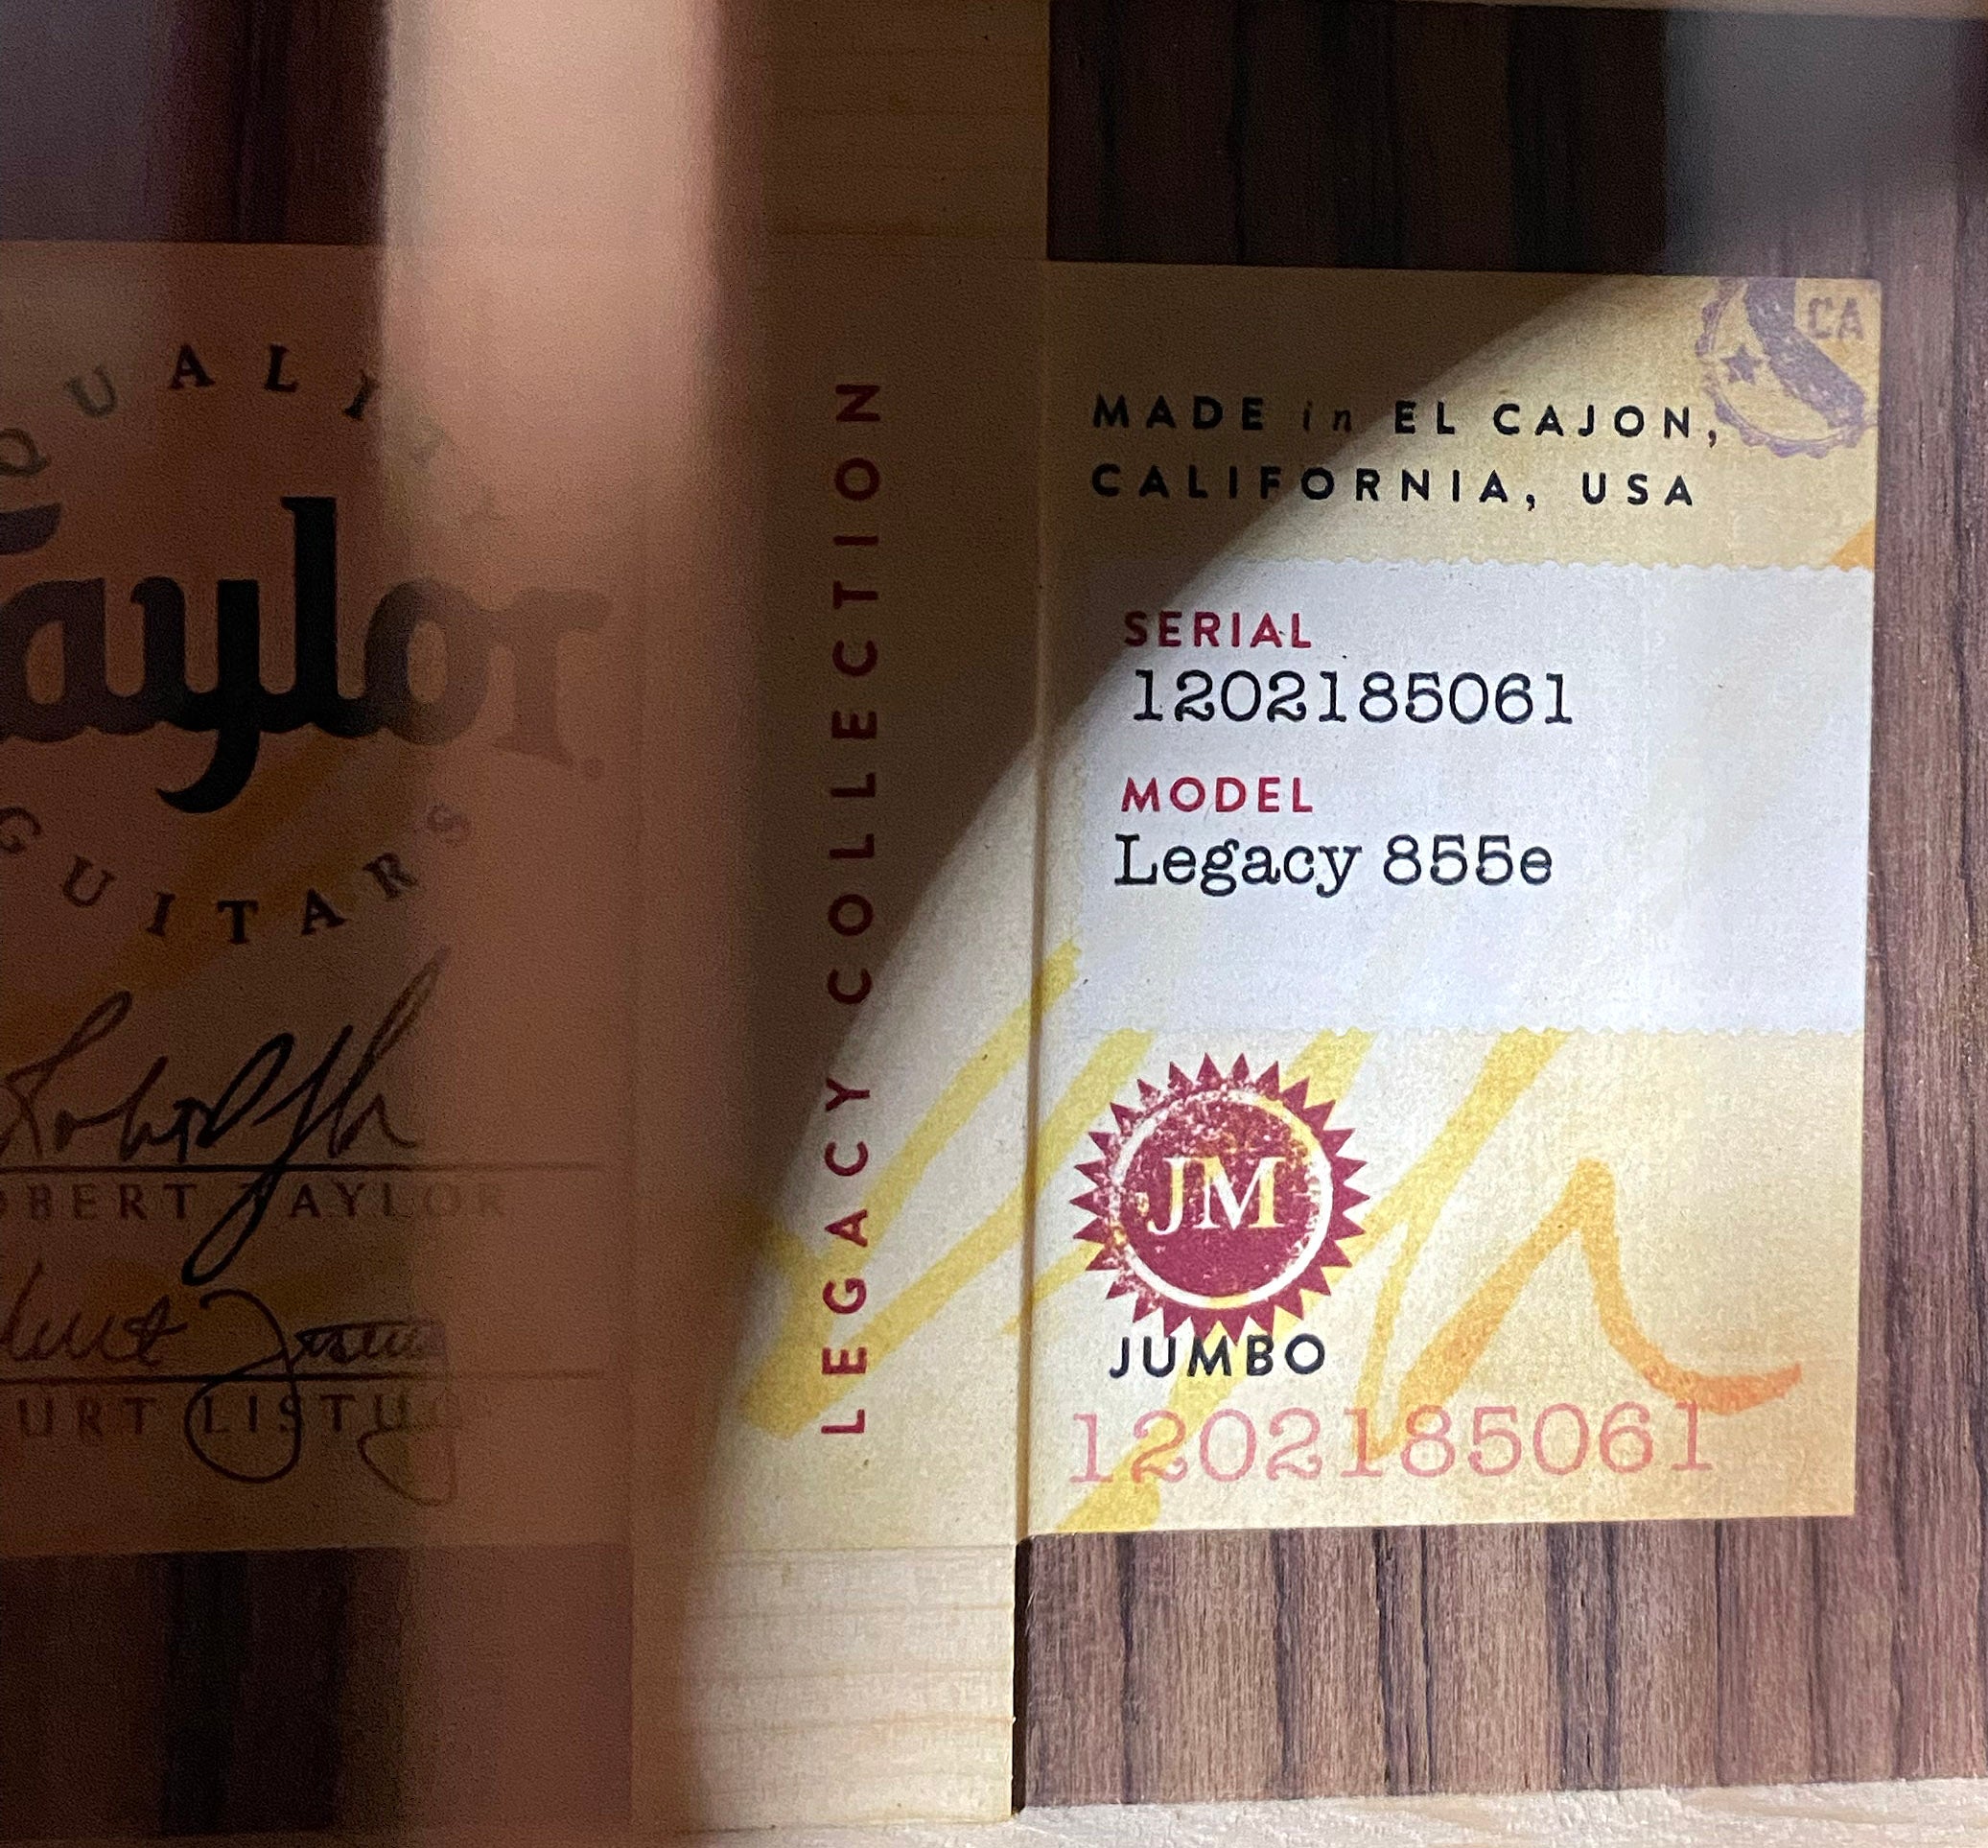 QUALITY
Taylor
GUITARS
ROBERT TAYLOR
KURT LISTUG
LEGACY COLLECTION
CA
MADE in EL CAJON,
CALIFORNIA, USA
SERIAL
1202185061
MODEL
Legacy 855e
JM
JUMBO
1202185061